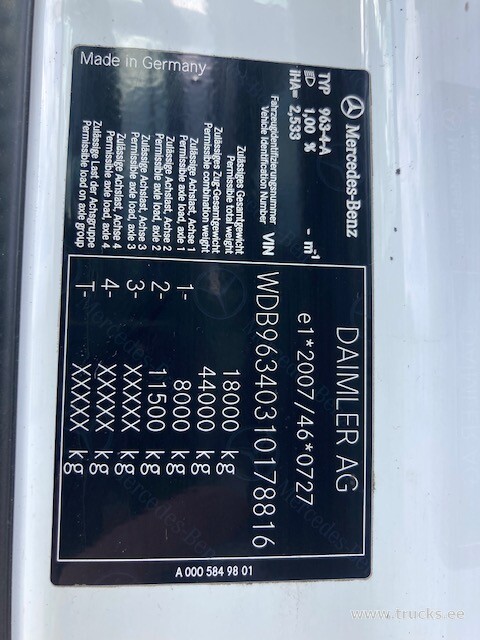 Made in Germany
Mercedes-Benz
TYP 963-4-A
1,00 % - m⁻¹
iHA= 2,533
DAIMLER AG
e1*2007/46*0727
Fahrzeugidentifizierungsnummer
Vehicle Identification Number VIN WDB96340310178816
Zulässiges Gesamtgewicht
Permissible total weight 18000 kg
Zulässiges Zug-Gesamtgewicht
Permissible combination weight 44000 kg
Zulässige Achslast, Achse 1
Permissible axle load, axle 1 1- 8000 kg
Zulässige Achslast, Achse 2
Permissible axle load, axle 2 2- 11500 kg
Zulässige Achslast, Achse 3
Permissible axle load, axle 3 3- XXXXX kg
Zulässige Achslast, Achse 4
Permissible axle load, axle 4 4- XXXXX kg
Zulässige Last der Achsgruppe
Permissible load on axle group T- XXXXX kg
A 000 584 98 01
www.trucks.ee